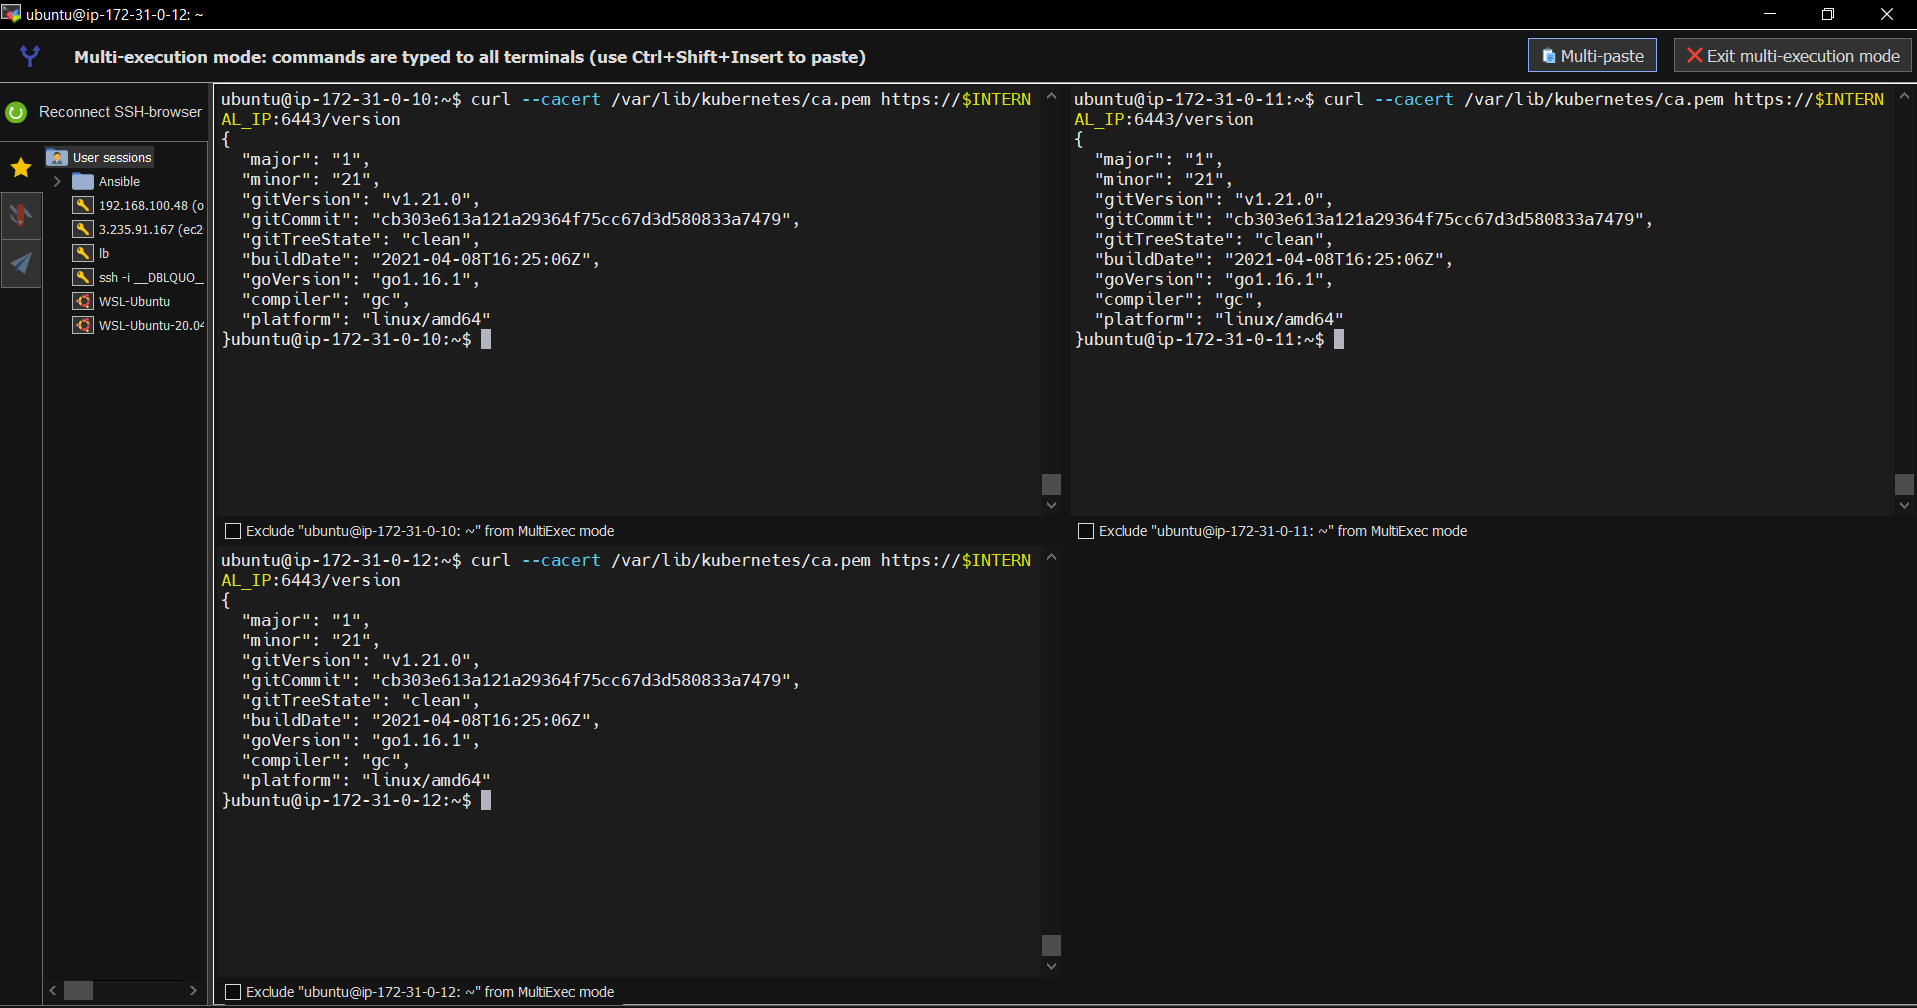 ubuntu@ip-172-31-0-12: ~
Multi-execution mode: commands are typed to all terminals (use Ctrl+Shift+Insert to paste)
Multi-paste
Exit multi-execution mode
Reconnect SSH-browser
User sessions
Ansible
192.168.100.48 (o
3.235.91.167 (ec2-
lb
ssh -i __DBLQUO__
WSL-Ubuntu
WSL-Ubuntu-20.04
ubuntu@ip-172-31-0-10:~$ curl --cacert /var/lib/kubernetes/ca.pem https://$INTERN
AL_IP:6443/version
{
  "major": "1",
  "minor": "21",
  "gitVersion": "v1.21.0",
  "gitCommit": "cb303e613a121a29364f75cc67d3d580833a7479",
  "gitTreeState": "clean",
  "buildDate": "2021-04-08T16:25:06Z",
  "goVersion": "go1.16.1",
  "compiler": "gc",
  "platform": "linux/amd64"
}ubuntu@ip-172-31-0-10:~$
Exclude "ubuntu@ip-172-31-0-10: ~" from MultiExec mode
ubuntu@ip-172-31-0-11:~$ curl --cacert /var/lib/kubernetes/ca.pem https://$INTERN
AL_IP:6443/version
{
  "major": "1",
  "minor": "21",
  "gitVersion": "v1.21.0",
  "gitCommit": "cb303e613a121a29364f75cc67d3d580833a7479",
  "gitTreeState": "clean",
  "buildDate": "2021-04-08T16:25:06Z",
  "goVersion": "go1.16.1",
  "compiler": "gc",
  "platform": "linux/amd64"
}ubuntu@ip-172-31-0-11:~$
Exclude "ubuntu@ip-172-31-0-11: ~" from MultiExec mode
ubuntu@ip-172-31-0-12:~$ curl --cacert /var/lib/kubernetes/ca.pem https://$INTERN
AL_IP:6443/version
{
  "major": "1",
  "minor": "21",
  "gitVersion": "v1.21.0",
  "gitCommit": "cb303e613a121a29364f75cc67d3d580833a7479",
  "gitTreeState": "clean",
  "buildDate": "2021-04-08T16:25:06Z",
  "goVersion": "go1.16.1",
  "compiler": "gc",
  "platform": "linux/amd64"
}ubuntu@ip-172-31-0-12:~$
Exclude "ubuntu@ip-172-31-0-12: ~" from MultiExec mode